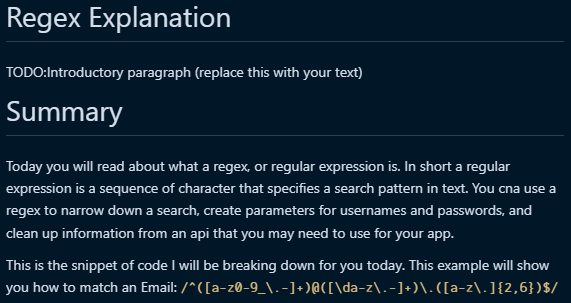 Regex Explanation
TODO:Introductory paragraph (replace this with your text)
Summary
Today you will read about what a regex, or regular expression is. In short a regular
expression is a sequence of character that specifies a search pattern in text. You cna use a
regex to narrow down a search, create parameters for usernames and passwords, and
clean up information from an api that you may need to use for your app.
This is the snippet of code I will be breaking down for you today. This example will show
you how to match an Email: /^([a-z0-9_\.-]+)@([\da-z\.-]+)\.([a-z\.]{2,6})$/